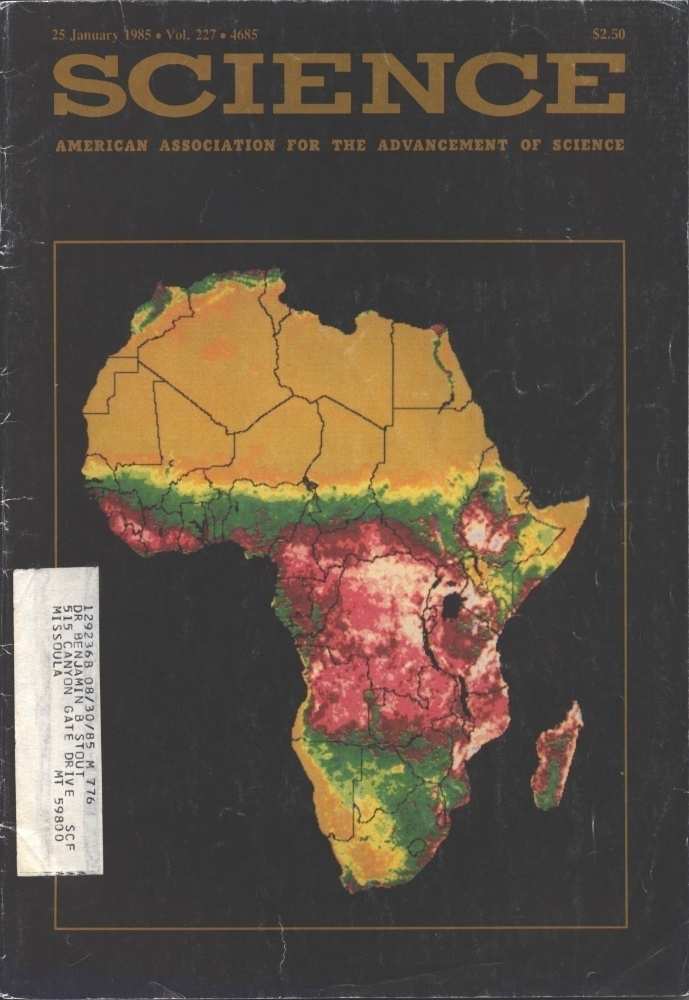 25 January 1985 • Vol. 227 • 4685
$2.50
SCIENCE
AMERICAN ASSOCIATION FOR THE ADVANCEMENT OF SCIENCE
129236B 08/30/85 M 776
DR BENJAMIN B STOUT
515 CANYON GATE DRIVE SCF
MISSOULA MT 59800